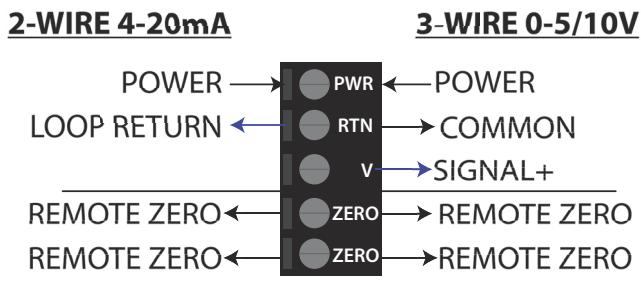 2-WIRE 4-20mA 3-WIRE 0-5/10V
POWER PWR POWER
LOOP RETURN RTN COMMON
V SIGNAL+
REMOTE ZERO ZERO REMOTE ZERO
REMOTE ZERO ZERO REMOTE ZERO